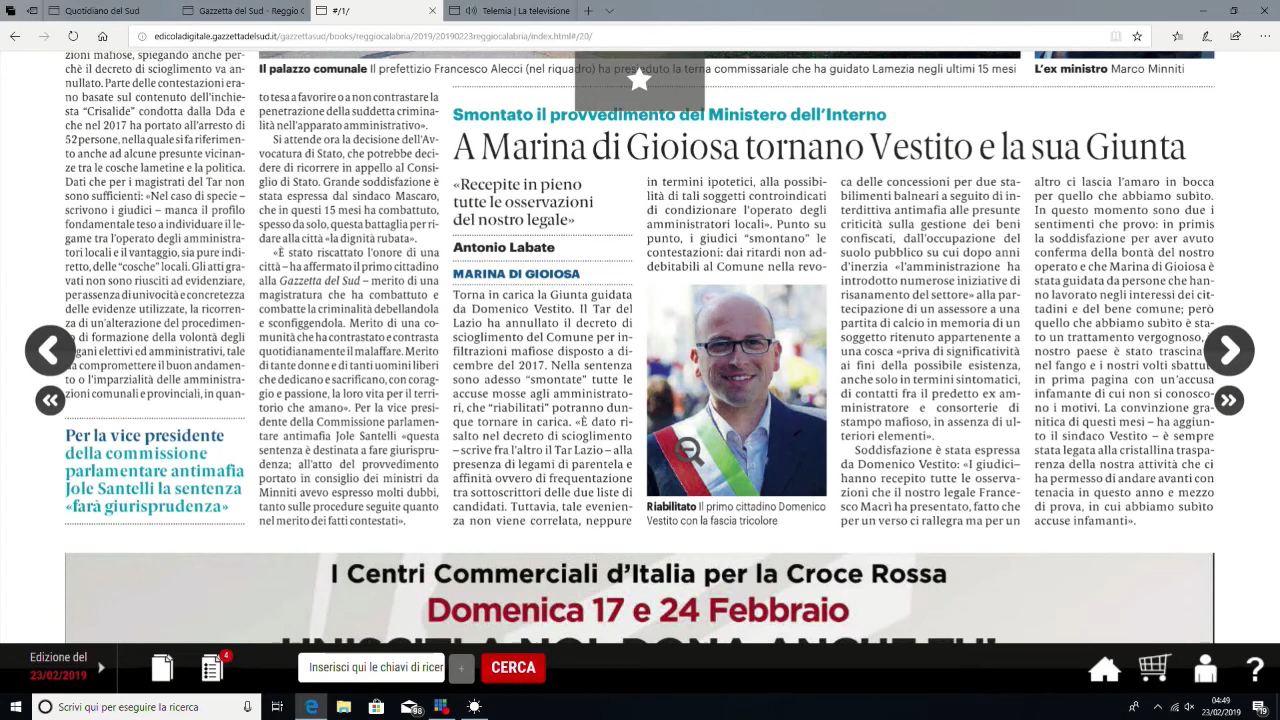 Gazzetta del S
gazzettadelsud
#/1
Televideo
Telemia
edicoladigitale.gazzettadelsud.it/gazzettasud/books/reggiocalabria/2019/20190223reggiocalabria/index.html#/20/
zioni mafiose, spiegando anche per-
chè il decreto di scioglimento va an-
nullato. Parte delle contestazioni era-
no basate sul contenuto dell'inchie-
sta “Crisalide” condotta dalla Dda e
che nel 2017 ha portato all'arresto di
52 persone, nella quale si fa riferimen-
to anche ad alcune presunte vicinan-
ze tra le cosche lametine e la politica.
Dati che per i magistrati del Tar non
sono sufficienti: «Nel caso di specie –
scrivono i giudici – manca il profilo
fondamentale teso a individuare il le-
game tra l'operato degli amministra-
tori locali e il vantaggio, sia pure indi-
retto, delle “cosche” locali. Gli atti gra-
vati non sono riusciti ad evidenziare,
per assenza di univocità e concretezza
delle evidenze utilizzate, la ricorren-
za di un'alterazione del procedimen-
o di formazione della volontà degli
gani elettivi ed amministrativi, tale
da compromettere il buon andamen-
to o l'imparzialità delle amministra-
zioni comunali e provinciali, in quan-
Per la vice presidente
della commissione
parlamentare antimafia
Jole Santelli la sentenza
«farà giurisprudenza»
Il palazzo comunale Il prefettizio Francesco Alecci (nel riquadro) ha presieduto la terna commissariale che ha guidato Lamezia negli ultimi 15 mesi
L'ex ministro Marco Minniti
to tesa a favorire o a non contrastare la
penetrazione della suddetta crimina-
lità nell'apparato amministrativo».
Si attende ora la decisione dell'Av-
vocatura di Stato, che potrebbe deci-
dere di ricorrere in appello al Consi-
glio di Stato. Grande soddisfazione è
stata espressa dal sindaco Mascaro,
che in questi 15 mesi ha combattuto,
spesso da solo, questa battaglia per ri-
dare alla città «la dignità rubata».
«È stato riscattato l'onore di una
città – ha affermato il primo cittadino
alla Gazzetta del Sud – merito di una
magistratura che ha combattuto e
combatte la criminalità debellandola
e sconfiggendola. Merito di una co-
munità che ha contrastato e contrasta
quotidianamente il malaffare. Merito
di tante donne e di tanti uomini liberi
che dedicano e sacrificano, con corag-
gio e passione, la loro vita per il terri-
torio che amano». Per la vice presi-
dente della Commissione parlamen-
tare antimafia Jole Santelli «questa
sentenza è destinata a fare giurispru-
denza; all'atto del provvedimento
portato in consiglio dei ministri da
Minniti avevo espresso molti dubbi,
tanto sulle procedure seguite quanto
nel merito dei fatti contestati».
Smontato il provvedimento del Ministero dell'Interno
A Marina di Gioiosa tornano Vestito e la sua Giunta
«Recepite in pieno
tutte le osservazioni
del nostro legale»
Antonio Labate
MARINA DI GIOIOSA
Torna in carica la Giunta guidata
da Domenico Vestito. Il Tar del
Lazio ha annullato il decreto di
scioglimento del Comune per in-
filtrazioni mafiose disposto a di-
cembre del 2017. Nella sentenza
sono adesso “smontate” tutte le
accuse mosse agli amministrato-
ri, che “riabilitati” potranno dun-
que tornare in carica. «È dato ri-
salto nel decreto di scioglimento
– scrive fra l'altro il Tar Lazio – alla
presenza di legami di parentela e
affinità ovvero di frequentazione
tra sottoscrittori delle due liste di
candidati. Tuttavia, tale evenien-
za non viene correlata, neppure
in termini ipotetici, alla possibi-
lità di tali soggetti controindicati
di condizionare l'operato degli
amministratori locali». Punto su
punto, i giudici “smontano” le
contestazioni: dai ritardi non ad-
debitabili al Comune nella revo-
Riabilitato Il primo cittadino Domenico
Vestito con la fascia tricolore
ca delle concessioni per due sta-
bilimenti balneari a seguito di in-
terdittiva antimafia alle presunte
criticità sulla gestione dei beni
confiscati, dall'occupazione del
suolo pubblico su cui dopo anni
d'inerzia «l'amministrazione ha
introdotto numerose iniziative di
risanamento del settore» alla par-
tecipazione di un assessore a una
partita di calcio in memoria di un
soggetto ritenuto appartenente a
una cosca «priva di significatività
ai fini della possibile esistenza,
anche solo in termini sintomatici,
di contatti fra il predetto ex am-
ministratore e consorterie di
stampo mafioso, in assenza di ul-
teriori elementi».
Soddisfazione è stata espressa
da Domenico Vestito: «I giudici–
hanno recepito tutte le osserva-
zioni che il nostro legale France-
sco Macrì ha presentato, fatto che
per un verso ci rallegra ma per un
altro ci lascia l'amaro in bocca
per quello che abbiamo subìto.
In questo momento sono due i
sentimenti che provo: in primis
la soddisfazione per aver avuto
conferma della bontà del nostro
operato e che Marina di Gioiosa è
stata guidata da persone che han-
no lavorato negli interessi dei cit-
tadini e del bene comune; però
quello che abbiamo subìto è sta-
to un trattamento vergognoso, i
nostro paese è stato trascinat
nel fango e i nostri volti sbattut
in prima pagina con un'accusa
infamante di cui non si conosco-
no i motivi. La convinzione gra-
nitica di questi mesi – ha aggiun-
to il sindaco Vestito – è sempre
stata legata alla cristallina traspa-
renza della nostra attività che ci
ha permesso di andare avanti con
tenacia in questo anno e mezzo
di prova, in cui abbiamo subìto
accuse infamanti».
I Centri Commerciali d'Italia per la Croce Rossa
Domenica 17 e 24 Febbraio
UNISCITI A NOI, DONA ANCHE TU!
Edizione del
23/02/2019
4
Inserisci qui le chiavi di ricer
+
CERCA
?
Scrivi qui per eseguire la ricerca
98
04:49
23/02/2019
19